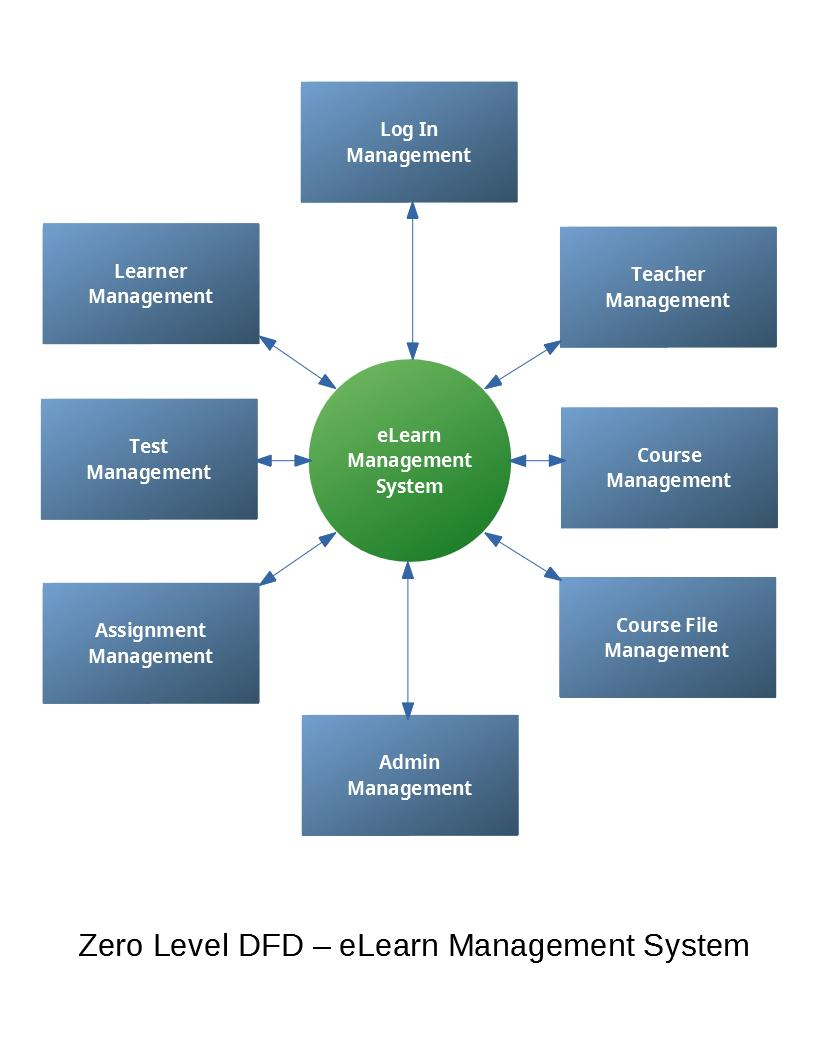 Log In
Management
Learner
Management
Teacher
Management
eLearn
Management
System
Test
Management
Course
Management
Assignment
Management
Course File
Management
Admin
Management
Zero Level DFD – eLearn Management System